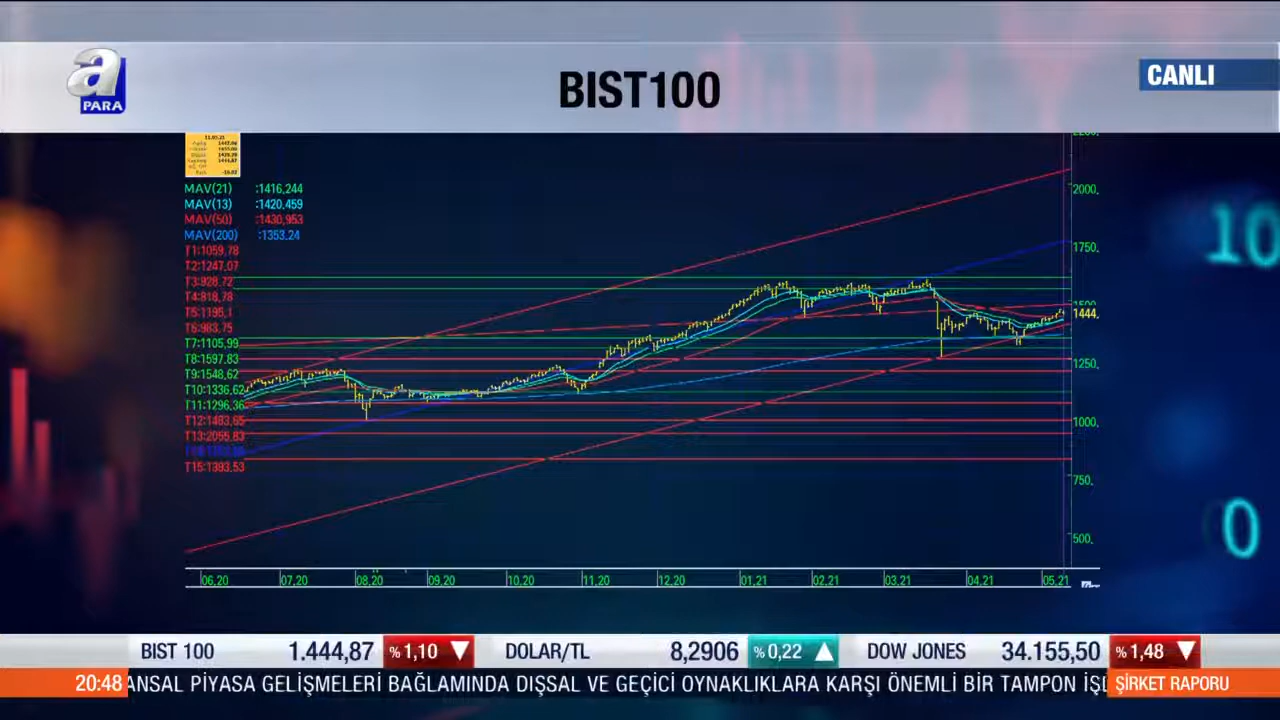 a
PARA
BIST100
CANLI
11.05.21
MAV(21) :1416,244
MAV(13) :1420,459
MAV(50) :1430,953
MAV(200) :1353,24
T1:1059,78
T2:1247,07
T3:928,72
T4:818,78
T5:1195,1
T6:983,75
T7:1105,99
T8:1597,83
T9:1548,62
T10:1336,62
T11:1296,36
T12:1483,65
T13:2055,83
T15:1393,53
2000,
1750,
1500
1444,
1250,
1000,
750,
500,
06,20 07,20 08,20 09,20 10,20 11,20 12,20 01,21 02,21 03,21 04,21 05,21
10
0
BIST 100 1.444,87 %1,10 ▼ DOLAR/TL 8,2906 %0,22 ▲ DOW JONES 34.155,50 %1,48 ▼
20:48 ANSAL PİYASA GELİŞMELERİ BAĞLAMINDA DIŞSAL VE GEÇİCİ OYNAKLIKLARA KARŞI ÖNEMLİ BİR TAMPON İŞL ŞİRKET RAPORU